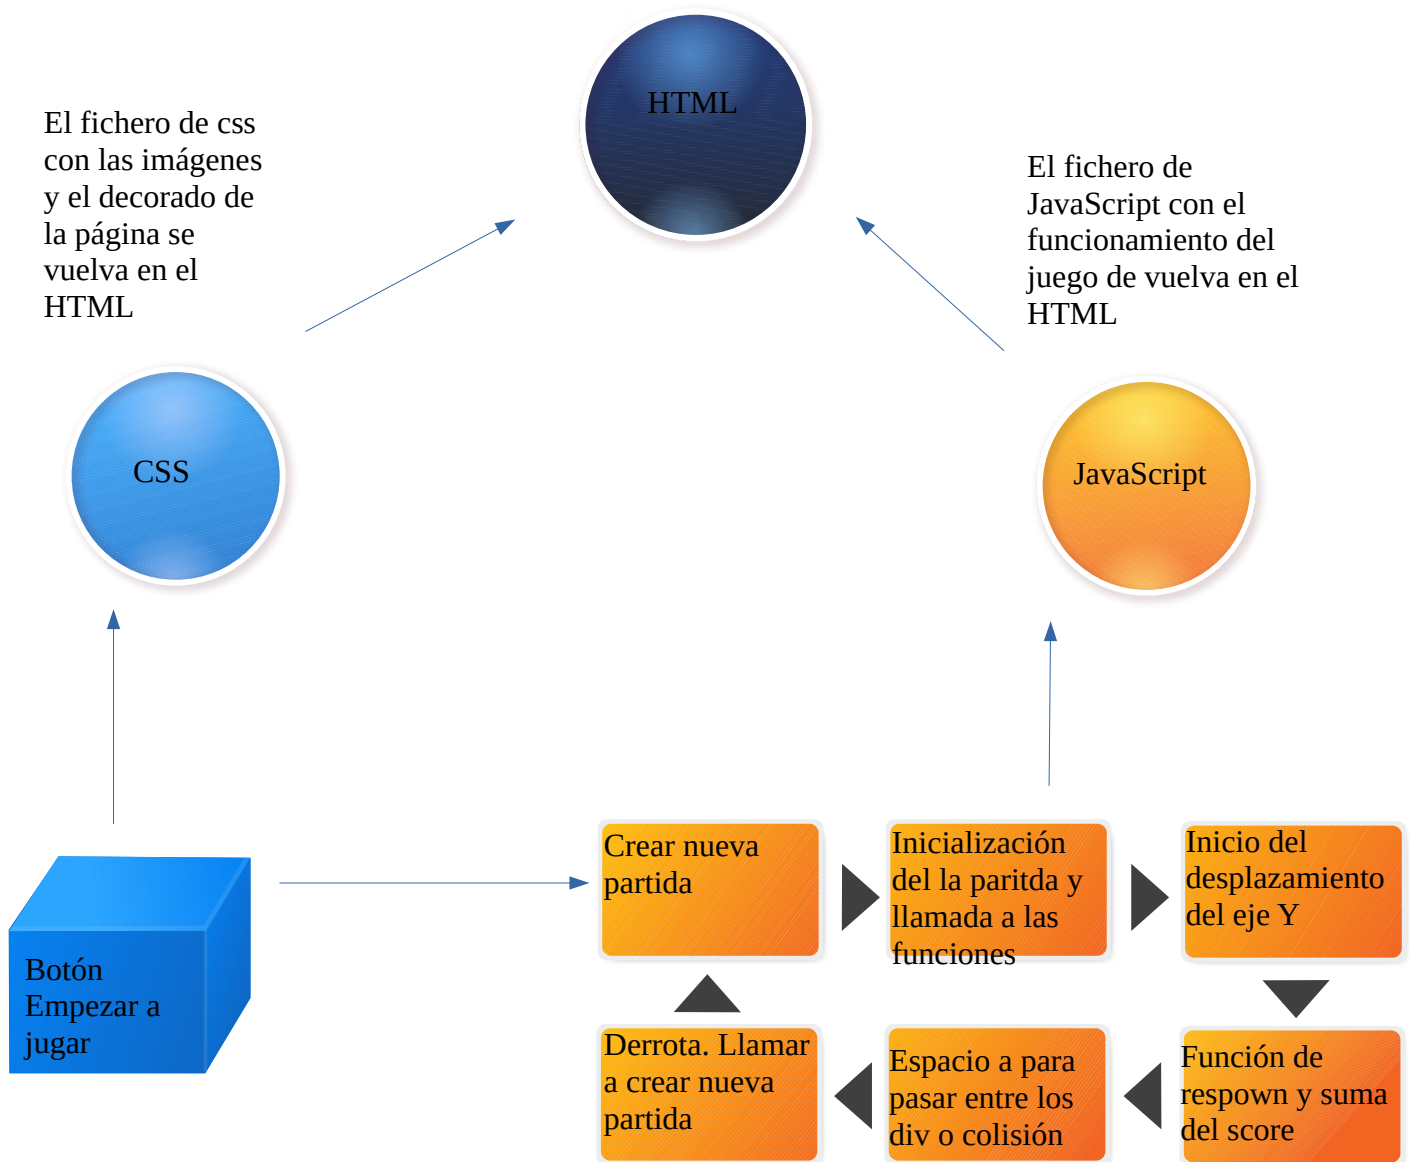 HTML
El fichero de css
con las imágenes
y el decorado de
la página se
vuelva en el
HTML
El fichero de
JavaScript con el
funcionamiento del
juego de vuelva en el
HTML
CSS
JavaScript
Botón
Empezar a
jugar
Crear nueva
partida
Inicialización
del la paritda y
llamada a las
funciones
Inicio del
desplazamiento
del eje Y
Función de
respown y suma
del score
Espacio a para
pasar entre los
div o colisión
Derrota. Llamar
a crear nueva
partida